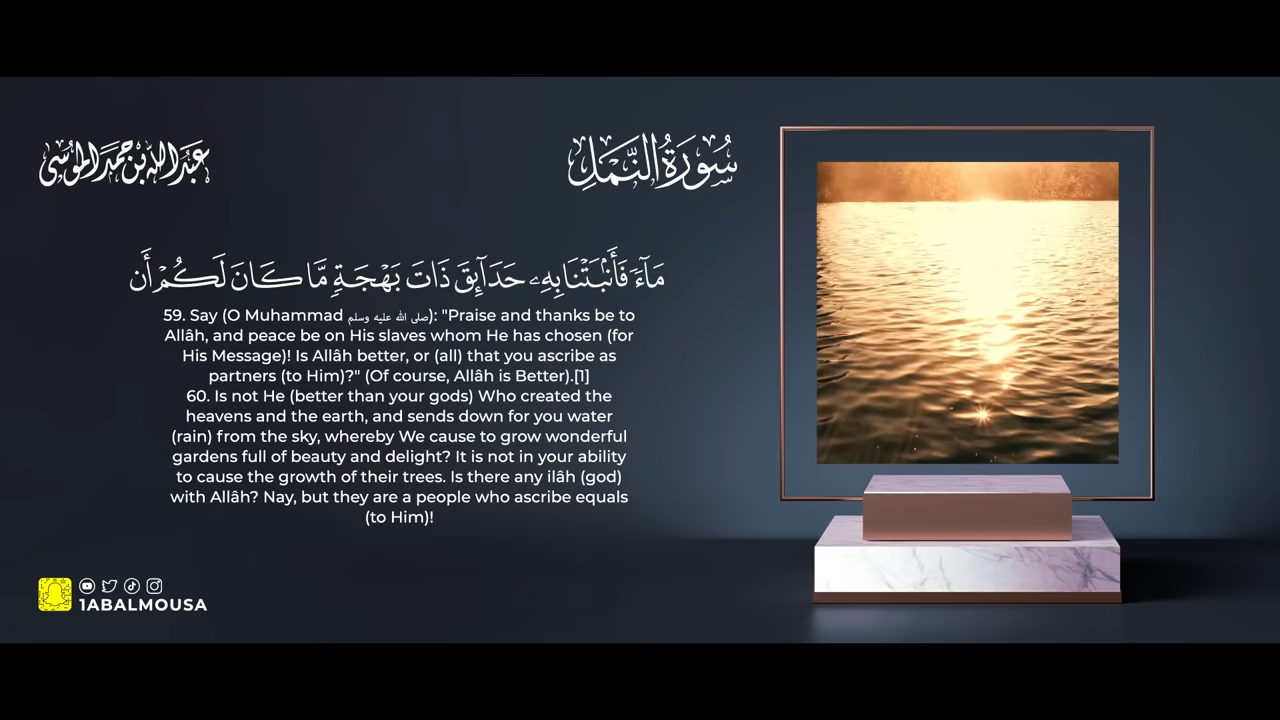 عَبْدُ اللَّهِ بْن حَمَد الْمُوسَى
سُورَةُ النَّمْلِ
مَآءً فَأَنۢبَتْنَا بِهِۦ حَدَآئِقَ ذَاتَ بَهْجَةٍ مَّا كَانَ لَكُمْ أَن
59. Say (O Muhammad صلى الله عليه وسلم): "Praise and thanks be to
Allâh, and peace be on His slaves whom He has chosen (for
His Message)! Is Allâh better, or (all) that you ascribe as
partners (to Him)?" (Of course, Allâh is Better).[1]
60. Is not He (better than your gods) Who created the
heavens and the earth, and sends down for you water
(rain) from the sky, whereby We cause to grow wonderful
gardens full of beauty and delight? It is not in your ability
to cause the growth of their trees. Is there any ilâh (god)
with Allâh? Nay, but they are a people who ascribe equals
(to Him)!
1ABALMOUSA